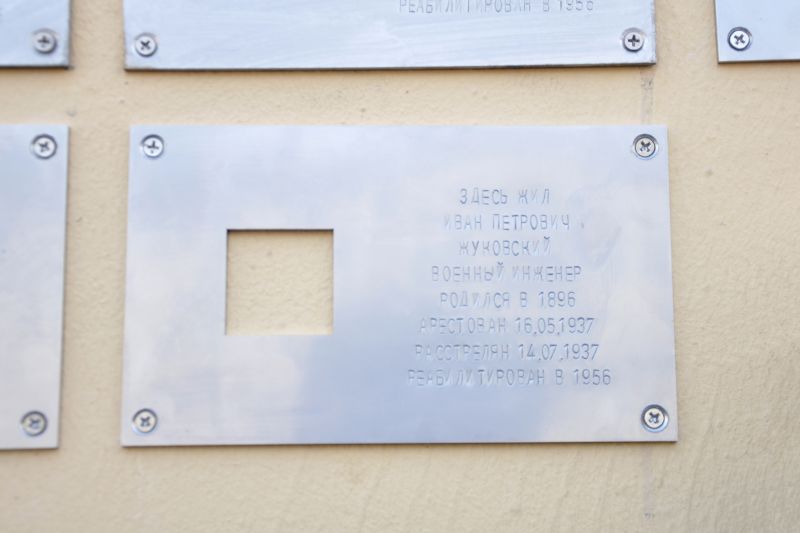 РЕАБИЛИТИРОВАН В 1956
ЗДЕСЬ ЖИЛ
ИВАН ПЕТРОВИЧ
ЖУКОВСКИЙ
ВОЕННЫЙ ИНЖЕНЕР
РОДИЛСЯ В 1896
АРЕСТОВАН 16.05.1937
РАССТРЕЛЯН 14.07.1937
РЕАБИЛИТИРОВАН В 1956